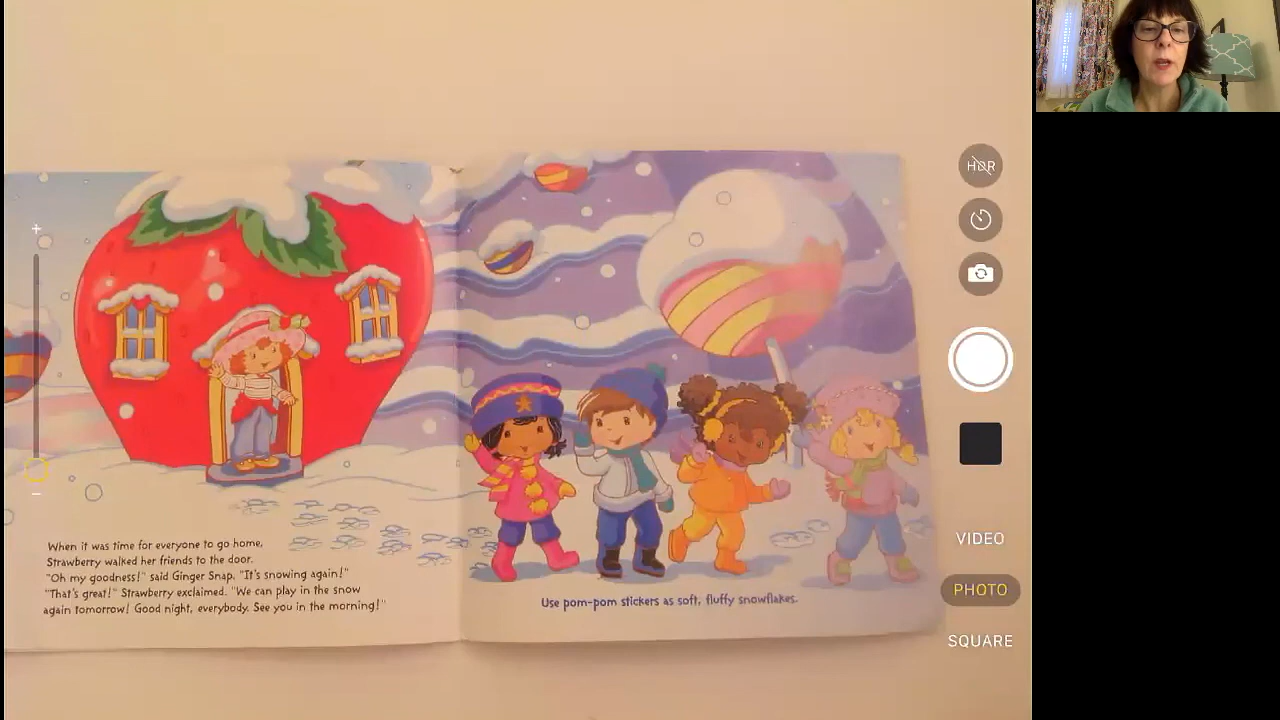 HDR
When it was time for everyone to go home,
Strawberry walked her friends to the door.
"Oh my goodness!" said Ginger Snap. "It's snowing again!"
"That's great!" Strawberry exclaimed. "We can play in the snow
again tomorrow! Good night, everybody. See you in the morning!"
Use pom-pom stickers as soft, fluffy snowflakes.
VIDEO
PHOTO
SQUARE